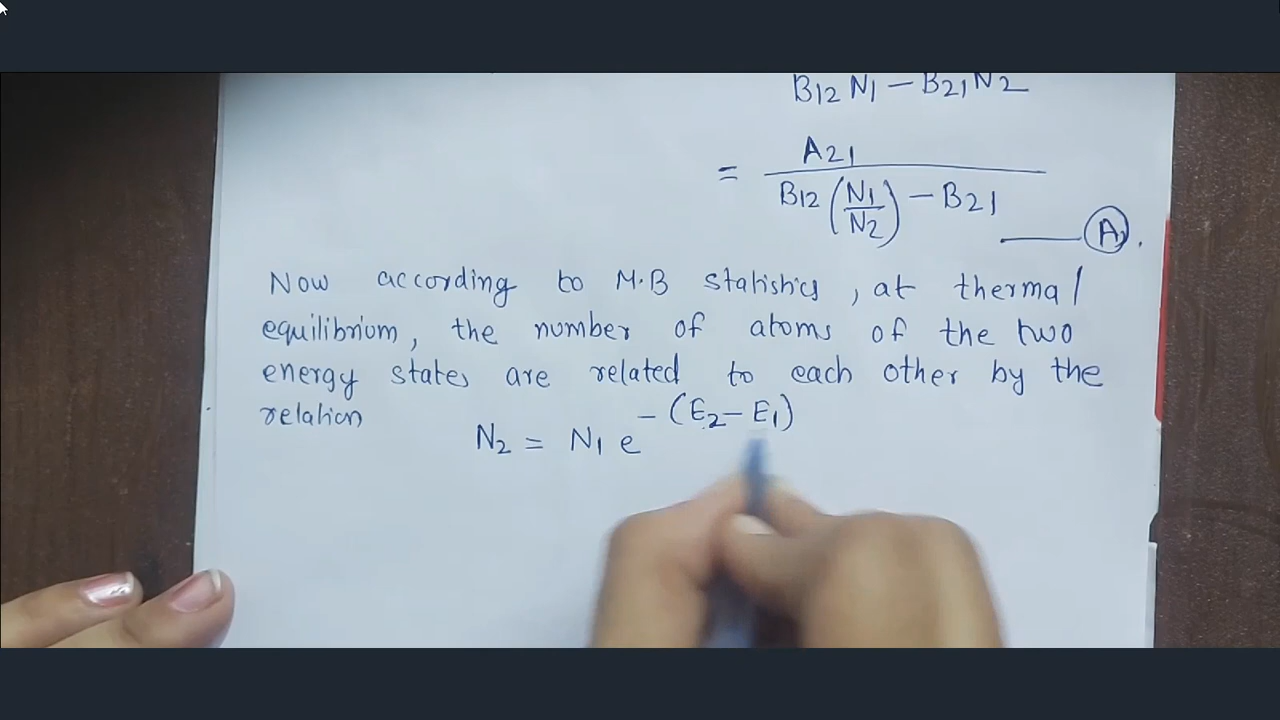 B12 N1 – B21 N2
= A21 / B12 (N1/N2) – B21 —— (A).
Now according to M.B statistics, at thermal
equilibrium, the number of atoms of the two
energy states are related to each other by the
relation
N2 = N1 e^-(E2-E1)